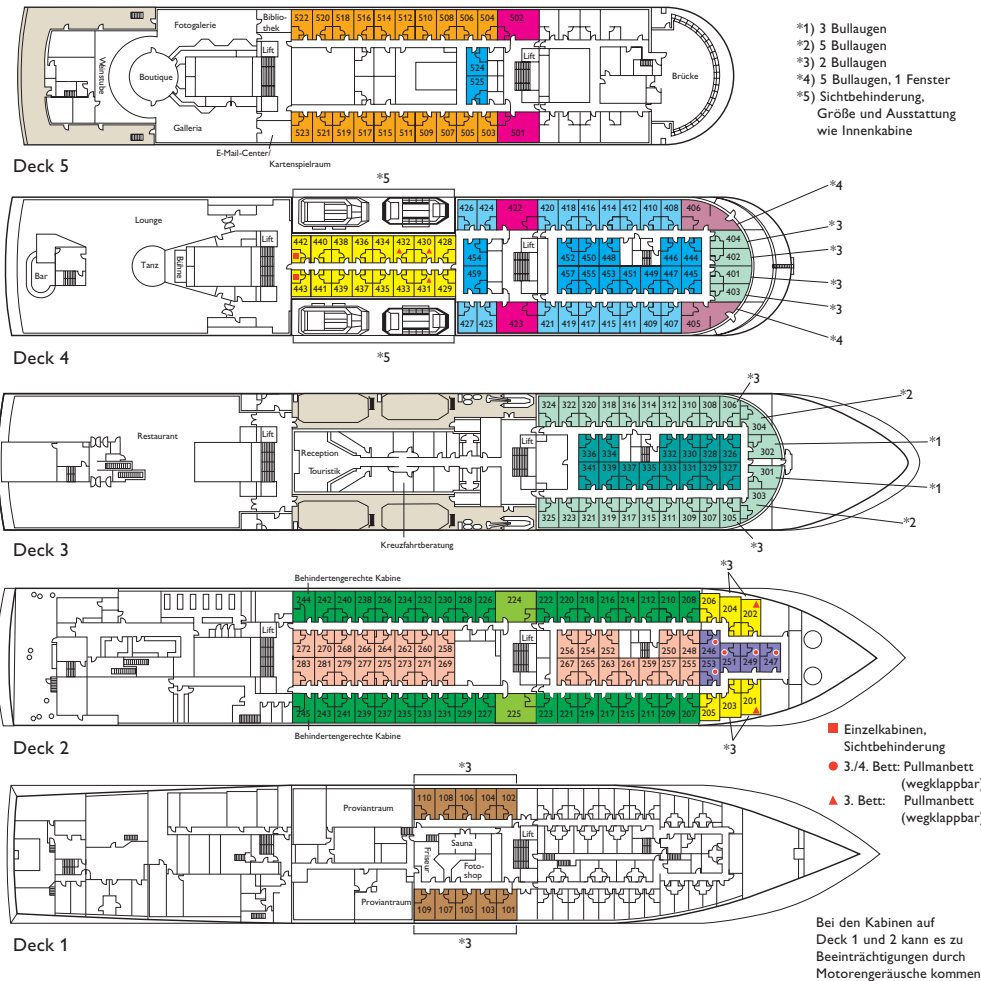 Fotogalerie
Biblio-
thek
522 520 518 516 514 512 510 508 506 504 502
Lift
Weinstube
Boutique
524
525
Lift
Brücke
Galleria
523 521 519 517 515 511 509 507 505 503 501
E-Mail-Center/
Kartenspielraum
Deck 5
*1) 3 Bullaugen
*2) 5 Bullaugen
*3) 2 Bullaugen
*4) 5 Bullaugen, 1 Fenster
*5) Sichtbehinderung,
Größe und Ausstattung
wie Innenkabine
*5
*4
Lounge
426 424 422 420 418 416 414 412 410 408 406
*3
Lift
442 440 438 436 434 432 430 428
404
*3
Bar
Tanz
Bühne
454
Lift
452 450 448 446 444
402
459
457 455 453 451 449 447 445
401
*3
443 441 439 437 435 433 431 429
403
*3
427 425 423 421 419 417 415 411 409 407 405
*4
Deck 4
*5
*3
324 322 320 318 316 314 312 310 308 306
*2
304
Restaurant
Lift
Reception
Touristik
Lift
336 334 332 330 328 326
302
*1
341 339 337 335 333 331 329 327
301
*1
303
325 323 321 319 317 315 311 309 307 305
*2
*3
Kreuzfahrtberatung
Deck 3
Behindertengerechte Kabine
*3
244 242 240 238 236 234 232 230 228 226 224 222 220 218 216 214 212 210 208 206 204 202
Lift
272 270 268 266 264 262 260 258
Lift
256 254 252 250 248 246
283 281 279 277 275 273 271 269
267 265 263 261 259 257 255 253 251 249 247
245 243 241 239 237 235 233 231 229 227 225 223 221 219 217 215 211 209 207 205 203 201
Behindertengerechte Kabine
*3
Deck 2
Einzelkabinen,
Sichtbehinderung
3./4. Bett: Pullmanbett
(wegklappbar)
3. Bett: Pullmanbett
(wegklappbar)
*3
110 108 106 104 102
Proviantraum
Friseur
Sauna
Lift
Foto-
shop
Proviantraum
109 107 105 103 101
*3
Deck 1
Bei den Kabinen auf
Deck 1 und 2 kann es zu
Beeinträchtigungen durch
Motorengeräusche kommen